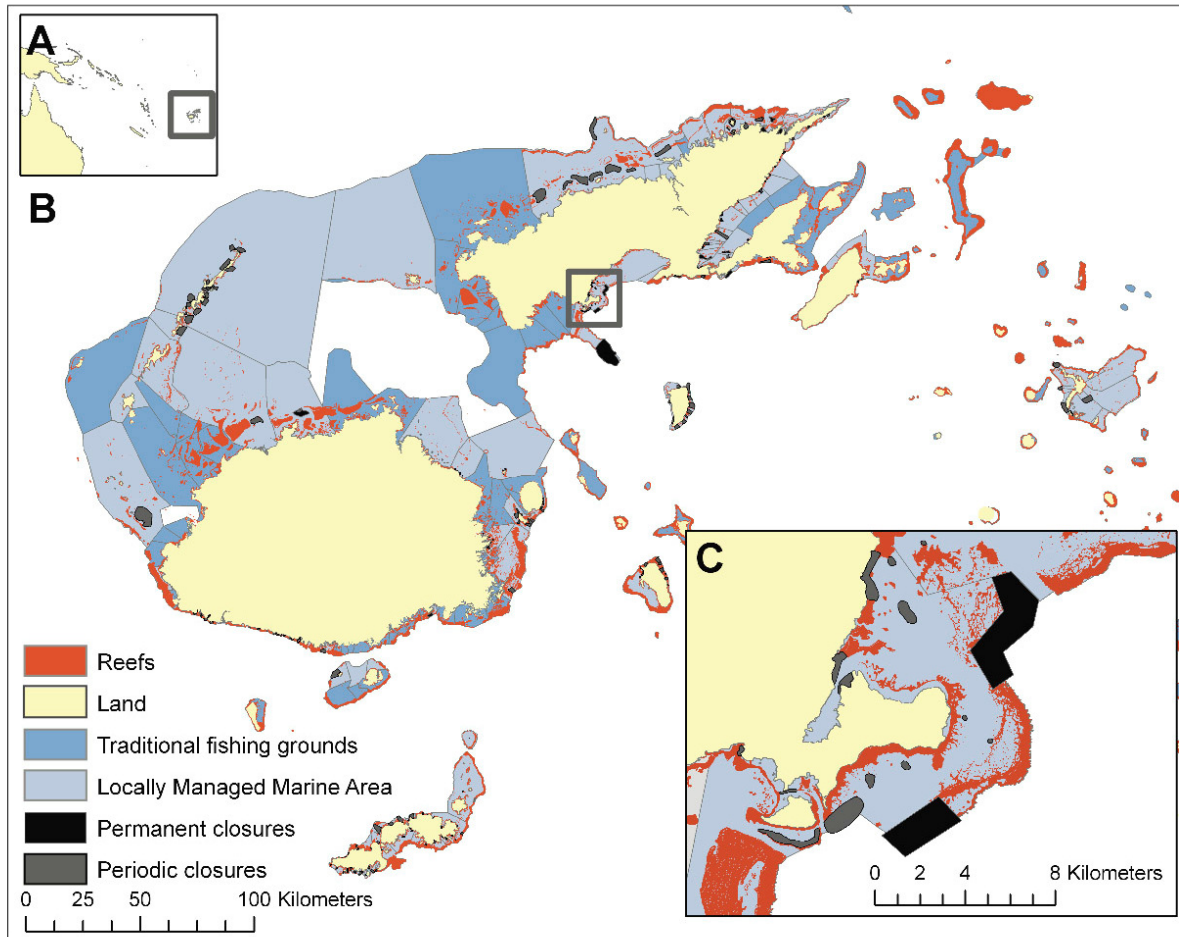 A
B
C
Reefs
Land
Traditional fishing grounds
Locally Managed Marine Area
Permanent closures
Periodic closures
0 25 50 100 Kilometers
0 2 4 8 Kilometers